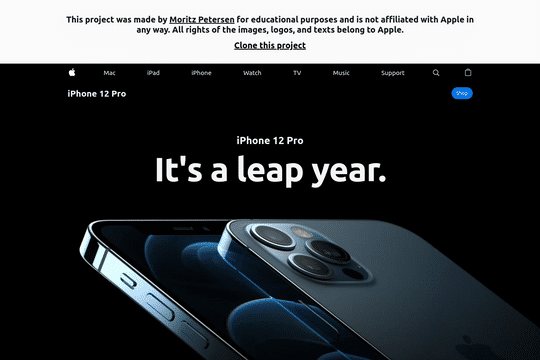 This project was made by Moritz Petersen for educational purposes and is not affiliated with Apple in
any way. All rights of the images, logos, and texts belong to Apple.
Clone this project
Mac iPad iPhone Watch TV Music Support
iPhone 12 Pro Shop
iPhone 12 Pro
It's a leap year.